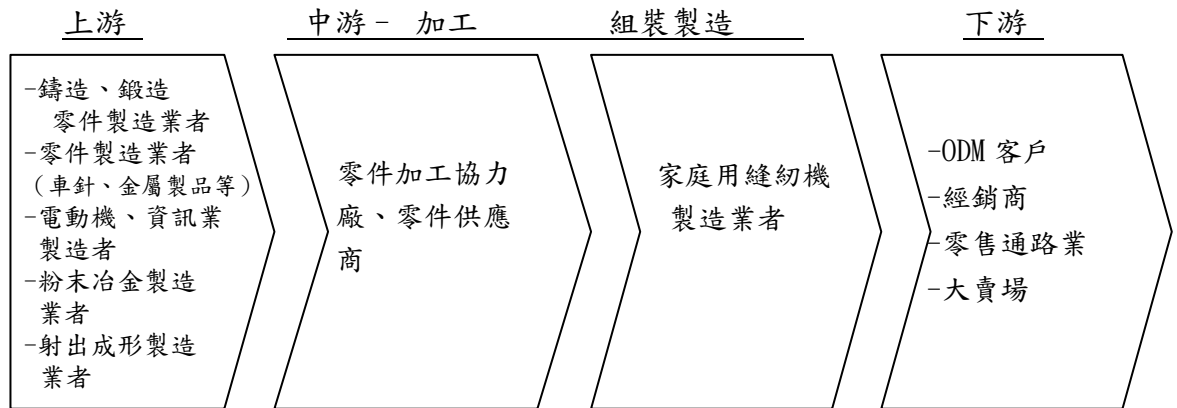 上游
中游- 加工 組裝製造
下游
-鑄造、鍛造
零件製造業者
-零件製造業者
(車針、金屬製品等)
-電動機、資訊業
製造者
-粉末冶金製造
業者
-射出成形製造
業者
零件加工協力
廠、零件供應
商
家庭用縫紉機
製造業者
-ODM 客戶
-經銷商
-零售通路業
-大賣場